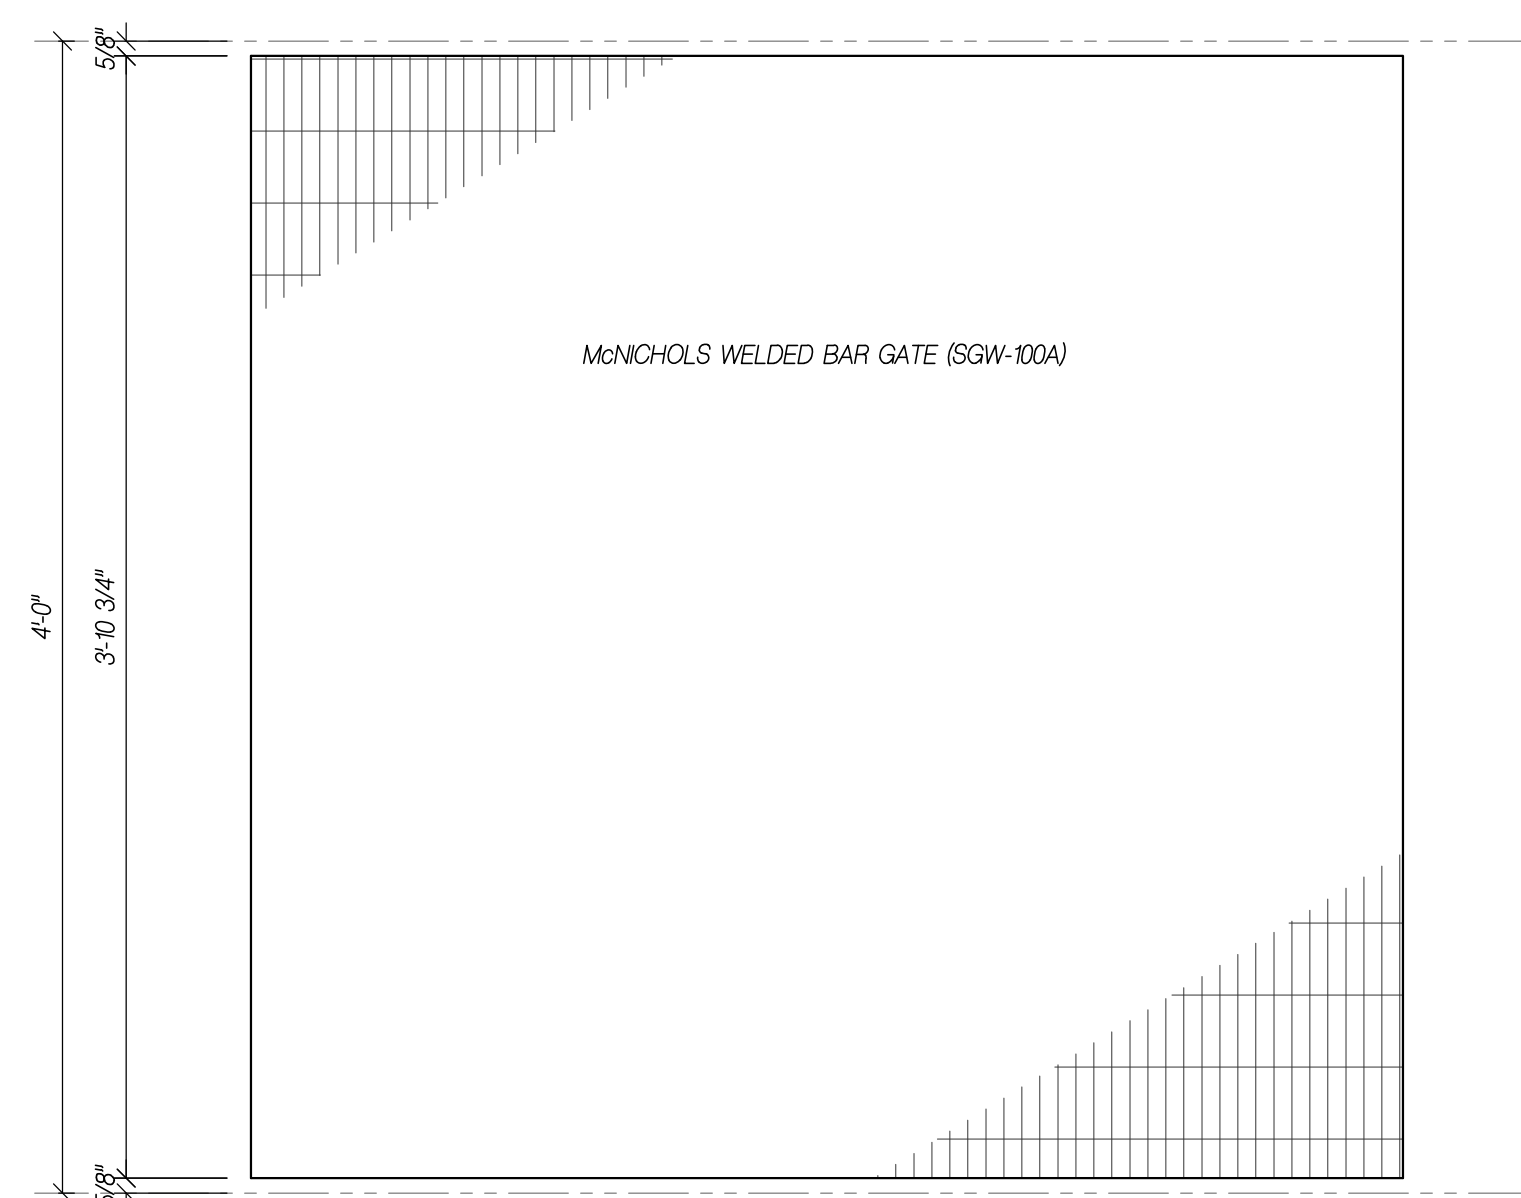 5/8"
McNICHOLS WELDED BAR GATE (SGW-100A)
4'-0"
3'-10 3/4"
5/8"